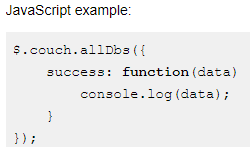 JavaScript example:
$.couch.allDbs({
    success: function(data)
        console.log(data);
    }
});